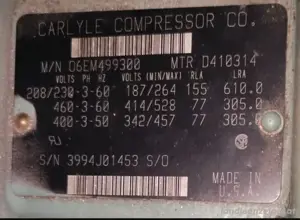 CARLYLE COMPRESSOR CO.
M/N 06EM499300 MTR 0410314
VOLTS PH HZ VOLTS(MIN/MAX) RLA LRA
208/230-3-60 187/264 155 610.0
460-3-60 414/528 77 305.0
400-3-50 342/457 77 305.0
S/N 3994J01453 S/O
MADE IN
U.S.A.